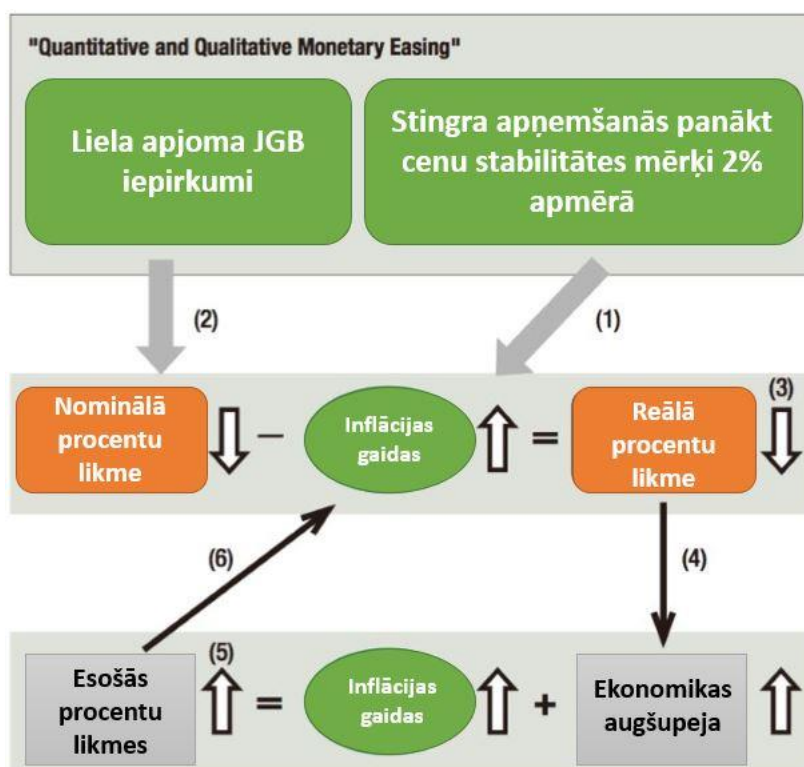 "Quantitative and Qualitative Monetary Easing"
Liela apjoma JGB
iepirkumi
Stingra apņemšanās panākt
cenu stabilitātes mērķi 2%
apmērā
(2)
(1)
Nominālā
procentu
likme
–
Inflācijas
gaidas
=
Reālā
procentu
likme
(3)
(6)
(4)
Esošās
procentu
likmes
(5)
=
Inflācijas
gaidas
+
Ekonomikas
augšupeja